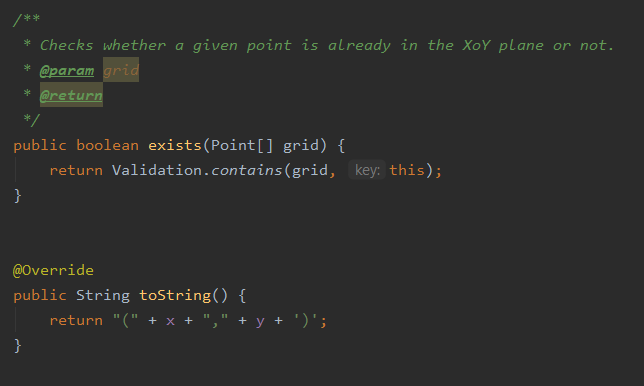 /**
 * Checks whether a given point is already in the XoY plane or not.
 * @param grid
 * @return
 */
public boolean exists(Point[] grid) {
    return Validation.contains(grid, key: this);
}
@Override
public String toString() {
    return "(" + x + "," + y + ')';
}